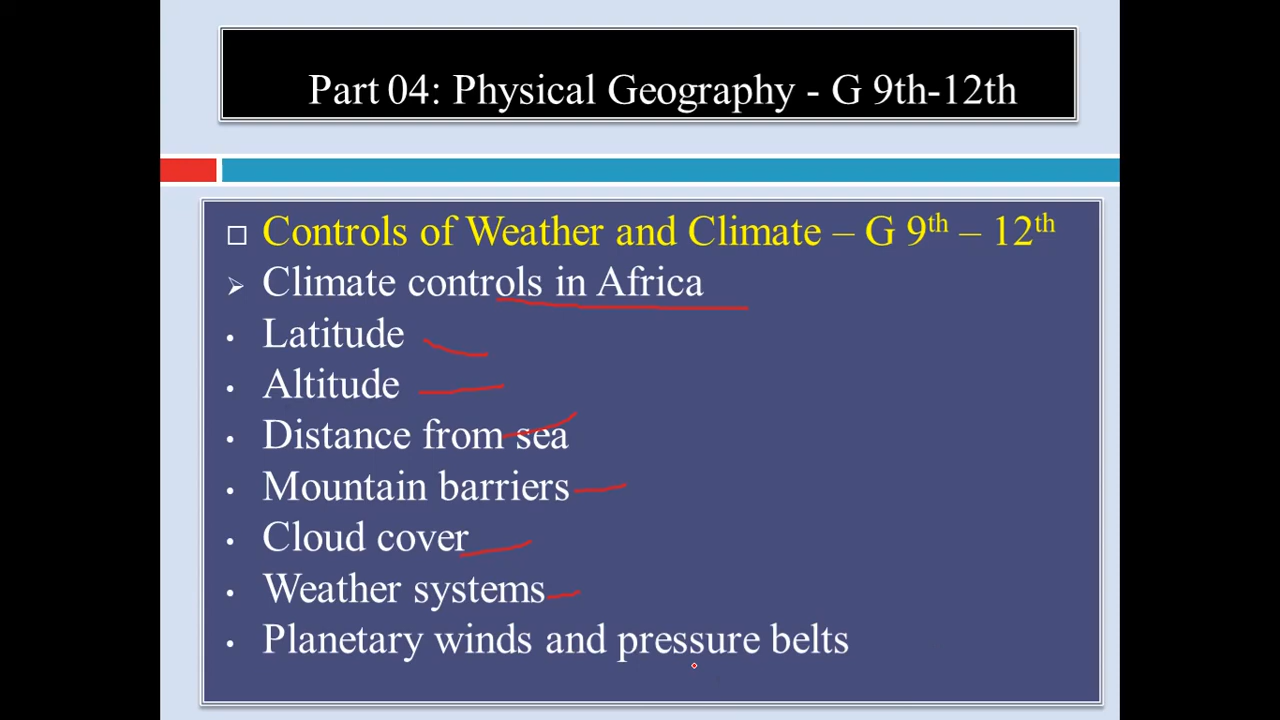 Part 04: Physical Geography - G 9th-12th
Controls of Weather and Climate – G 9th – 12th
Climate controls in Africa
Latitude
Altitude
Distance from sea
Mountain barriers
Cloud cover
Weather systems
Planetary winds and pressure belts